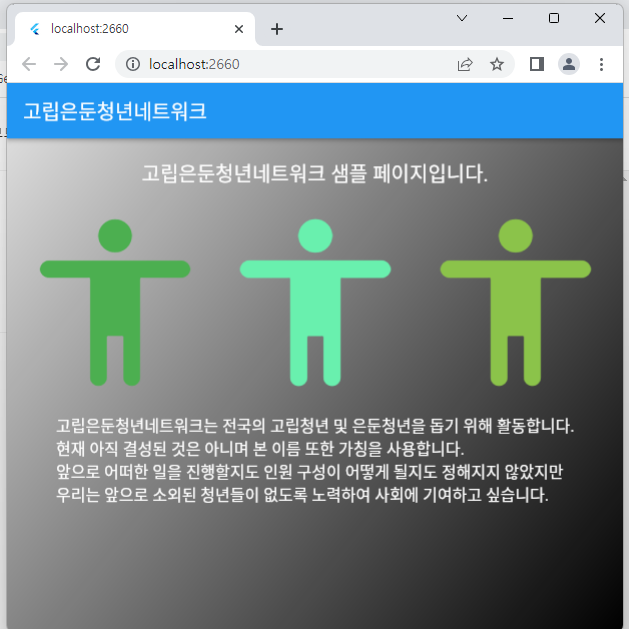 localhost:2660
localhost:2660
고립은둔청년네트워크
고립은둔청년네트워크 샘플 페이지입니다.
고립은둔청년네트워크는 전국의 고립청년 및 은둔청년을 돕기 위해 활동합니다.
현재 아직 결성된 것은 아니며 본 이름 또한 가칭을 사용합니다.
앞으로 어떠한 일을 진행할지도 인원 구성이 어떻게 될지도 정해지지 않았지만
우리는 앞으로 소외된 청년들이 없도록 노력하여 사회에 기여하고 싶습니다.